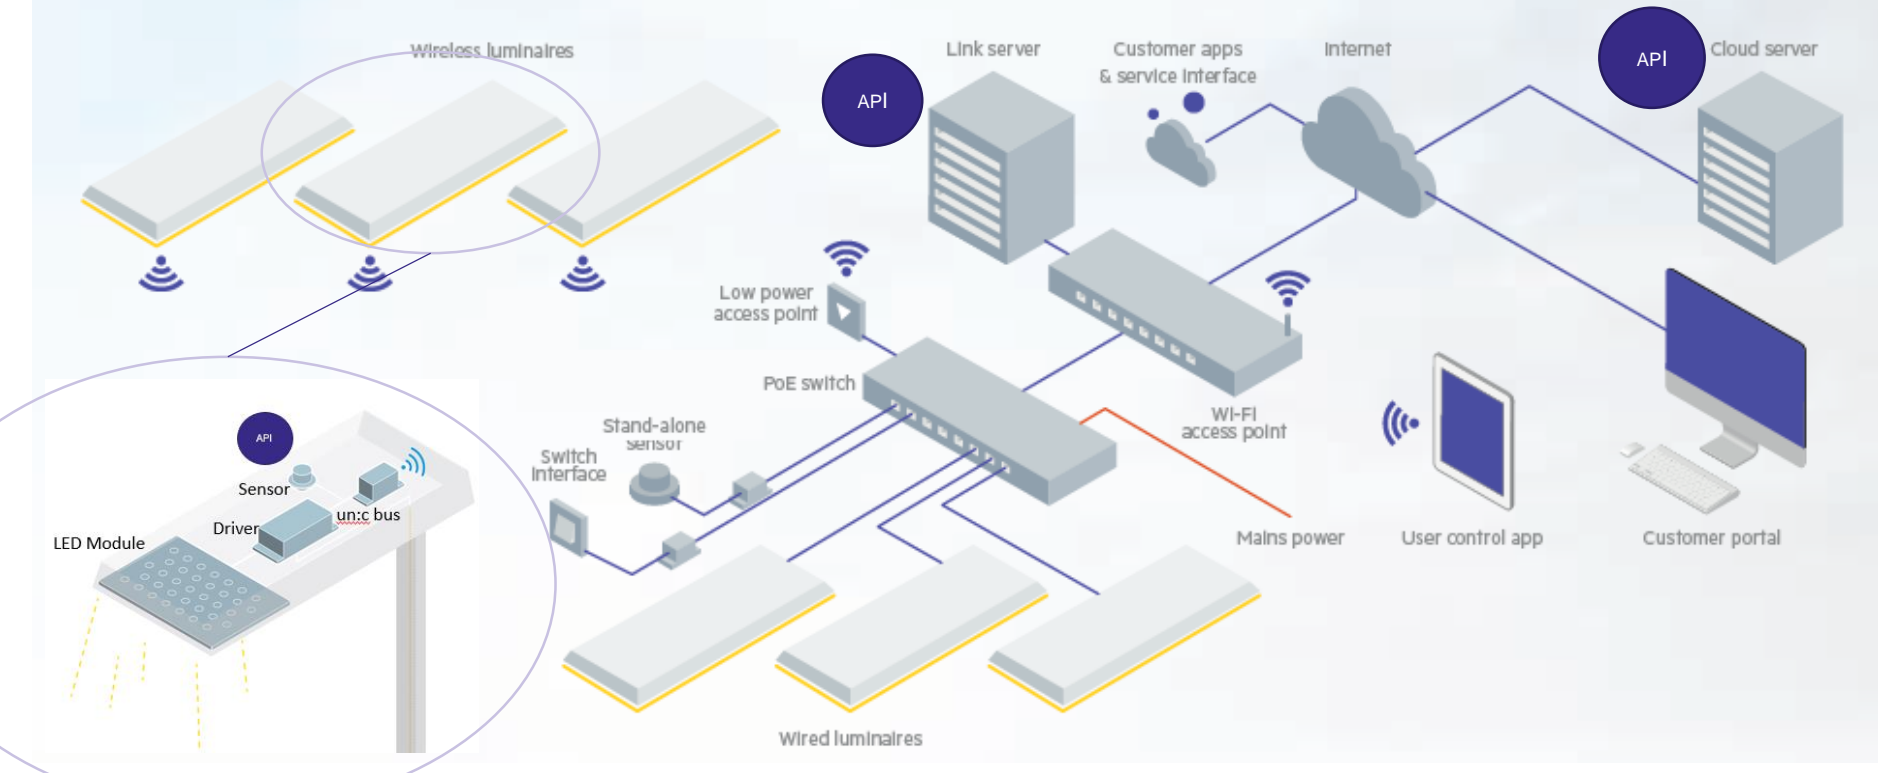 Wireless luminaires
API
Link server
Customer apps
& service interface
Internet
API
Cloud server
Low power
access point
PoE switch
Wi-Fi
access point
Stand-alone
sensor
Switch
interface
Mains power
User control app
Customer portal
API
Sensor
un:c bus
Driver
LED Module
Wired luminaires